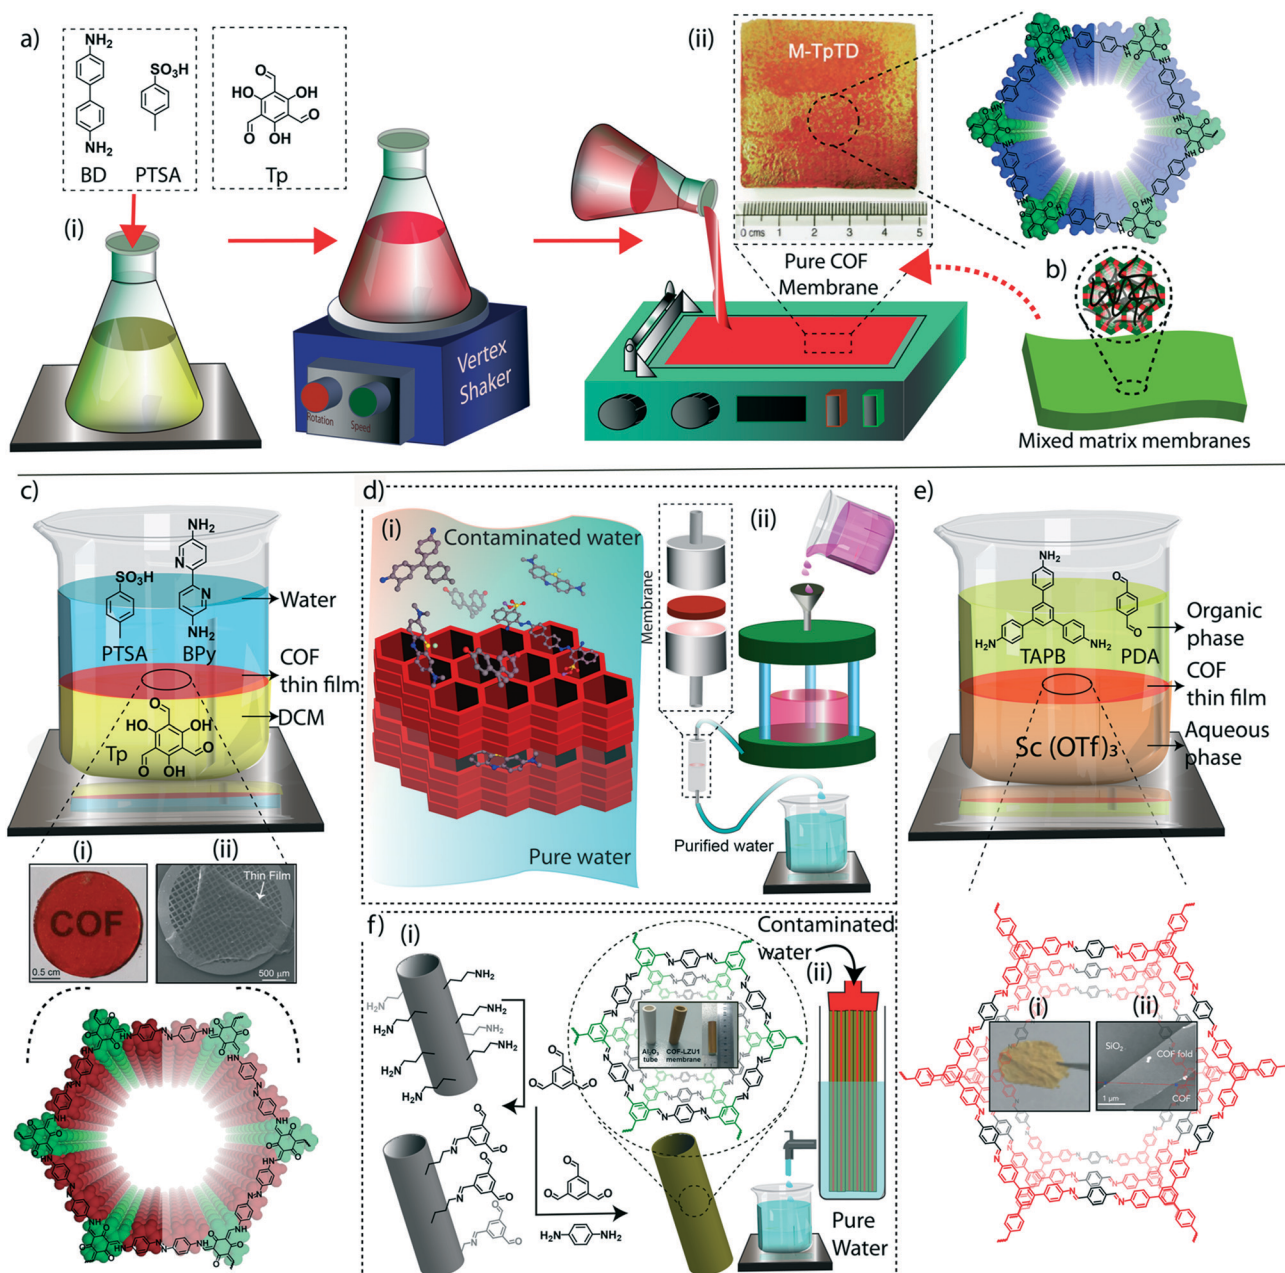 a)
NH2
SO3H
NH2
BD
PTSA
O
O
HO
OH
O
OH
Tp
(i)
Vertex
Shaker
Rotation
Speed
(ii)
M-TpTD
0 cms 1 2 3 4 5
Pure COF
Membrane
b)
Mixed matrix membranes
c)
NH2
SO3H
N
N
NH2
PTSA
BPy
Water
COF
thin film
DCM
O
HO
OH
O
O
OH
Tp
(i)
COF
0.5 cm
(ii)
Thin Film
500 µm
d)
(i)
Contaminated water
Pure water
(ii)
Membrane
Purified water
e)
NH2
H2N
NH2
TAPB
O
O
PDA
Organic
phase
COF
thin film
Aqueous
phase
Sc (OTf)3
(i)
(ii)
SiO2
COF fold
COF
1 µm
f)
(i)
NH2
H2N
NH2
H2N
NH2
H2N
NH2
H2N
O
O
O
O
O
O
H2N
NH2
Al2O3
tube
COF-LZU1
membrane
Contaminated
water
(ii)
Pure
Water